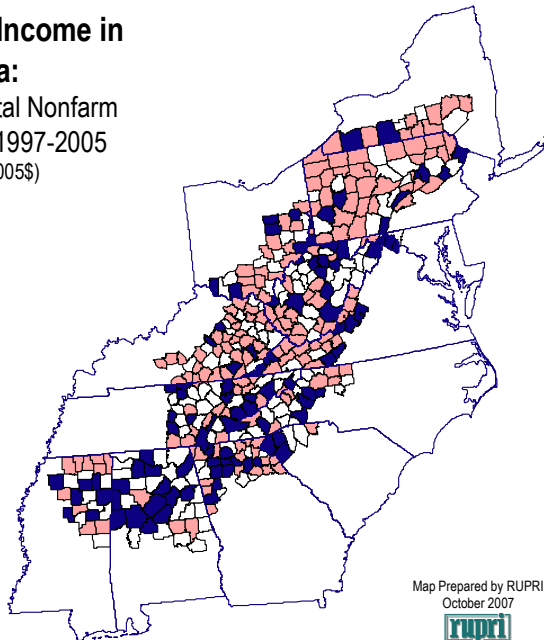 Income in
a:
tal Nonfarm
1997-2005
005$)
Map Prepared by RUPRI
October 2007
rupri